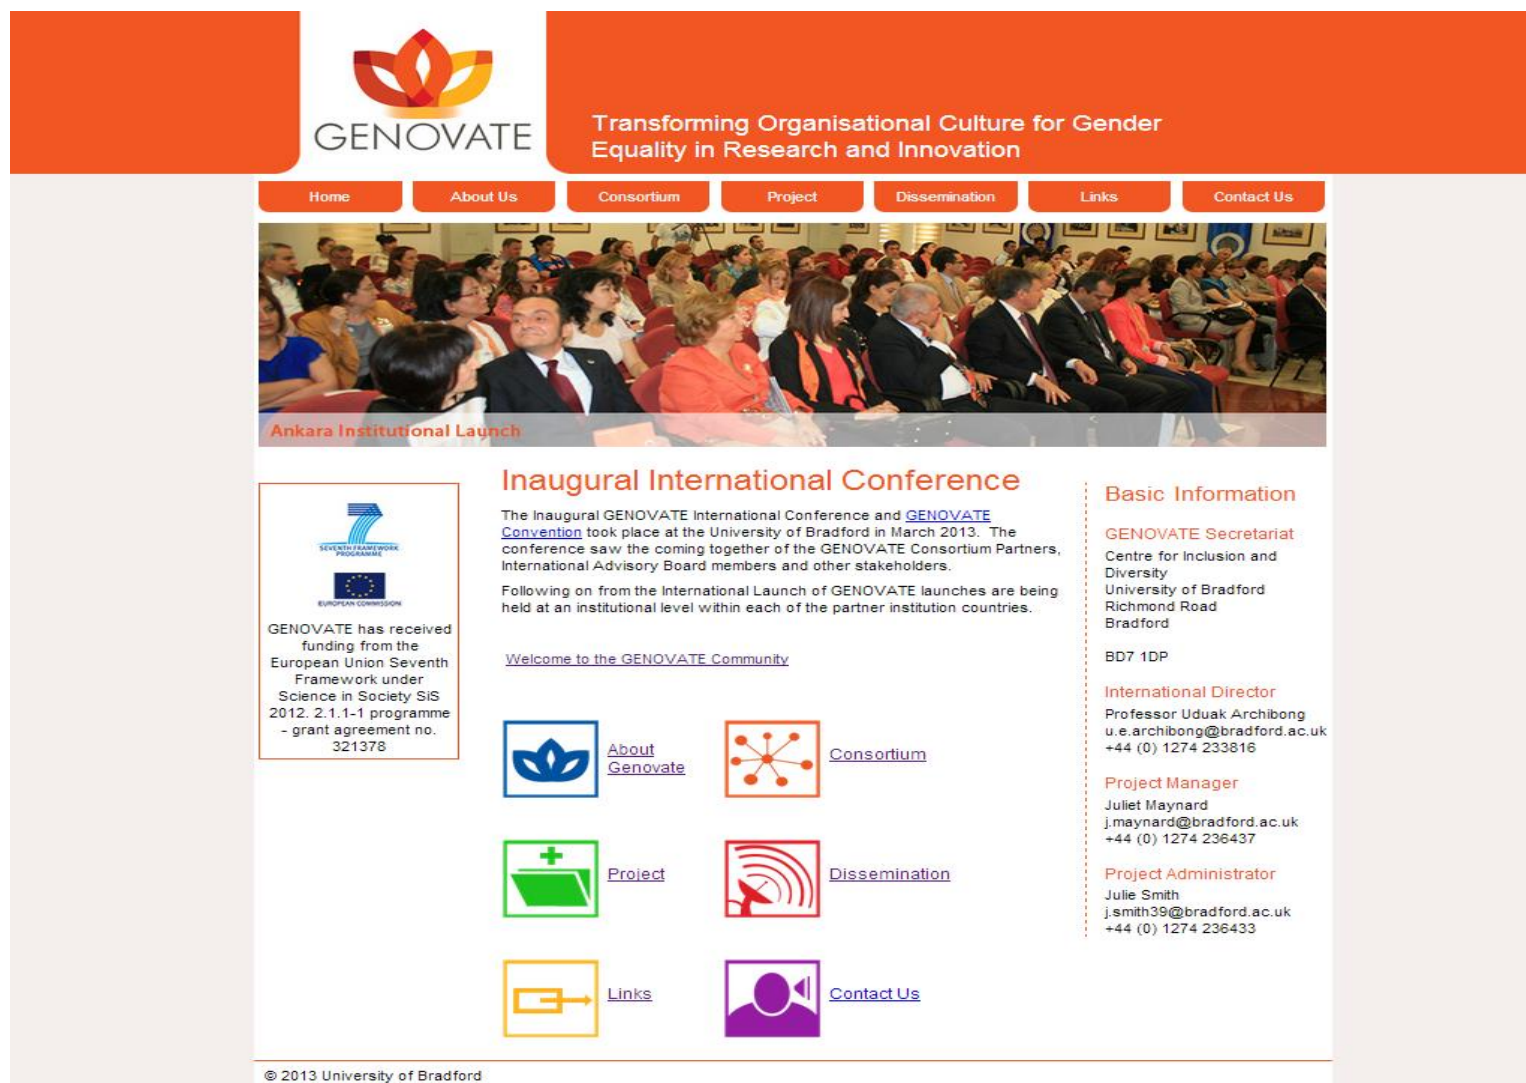 GENOVATE
Transforming Organisational Culture for Gender
Equality in Research and Innovation
Home
About Us
Consortium
Project
Dissemination
Links
Contact Us
Ankara Institutional Launch
SEVENTH FRAMEWORK
PROGRAMME
EUROPEAN COMMISSION
GENOVATE has received
funding from the
European Union Seventh
Framework under
Science in Society SiS
2012. 2.1.1-1 programme
- grant agreement no.
321378
Inaugural International Conference
The Inaugural GENOVATE International Conference and GENOVATE
Convention took place at the University of Bradford in March 2013. The
conference saw the coming together of the GENOVATE Consortium Partners,
International Advisory Board members and other stakeholders.
Following on from the International Launch of GENOVATE launches are being
held at an institutional level within each of the partner institution countries.
Welcome to the GENOVATE Community
About
Genovate
Consortium
Project
Dissemination
Links
Contact Us
Basic Information
GENOVATE Secretariat
Centre for Inclusion and
Diversity
University of Bradford
Richmond Road
Bradford
BD7 1DP
International Director
Professor Uduak Archibong
u.e.archibong@bradford.ac.uk
+44 (0) 1274 233816
Project Manager
Juliet Maynard
j.maynard@bradford.ac.uk
+44 (0) 1274 236437
Project Administrator
Julie Smith
j.smith39@bradford.ac.uk
+44 (0) 1274 236433
© 2013 University of Bradford